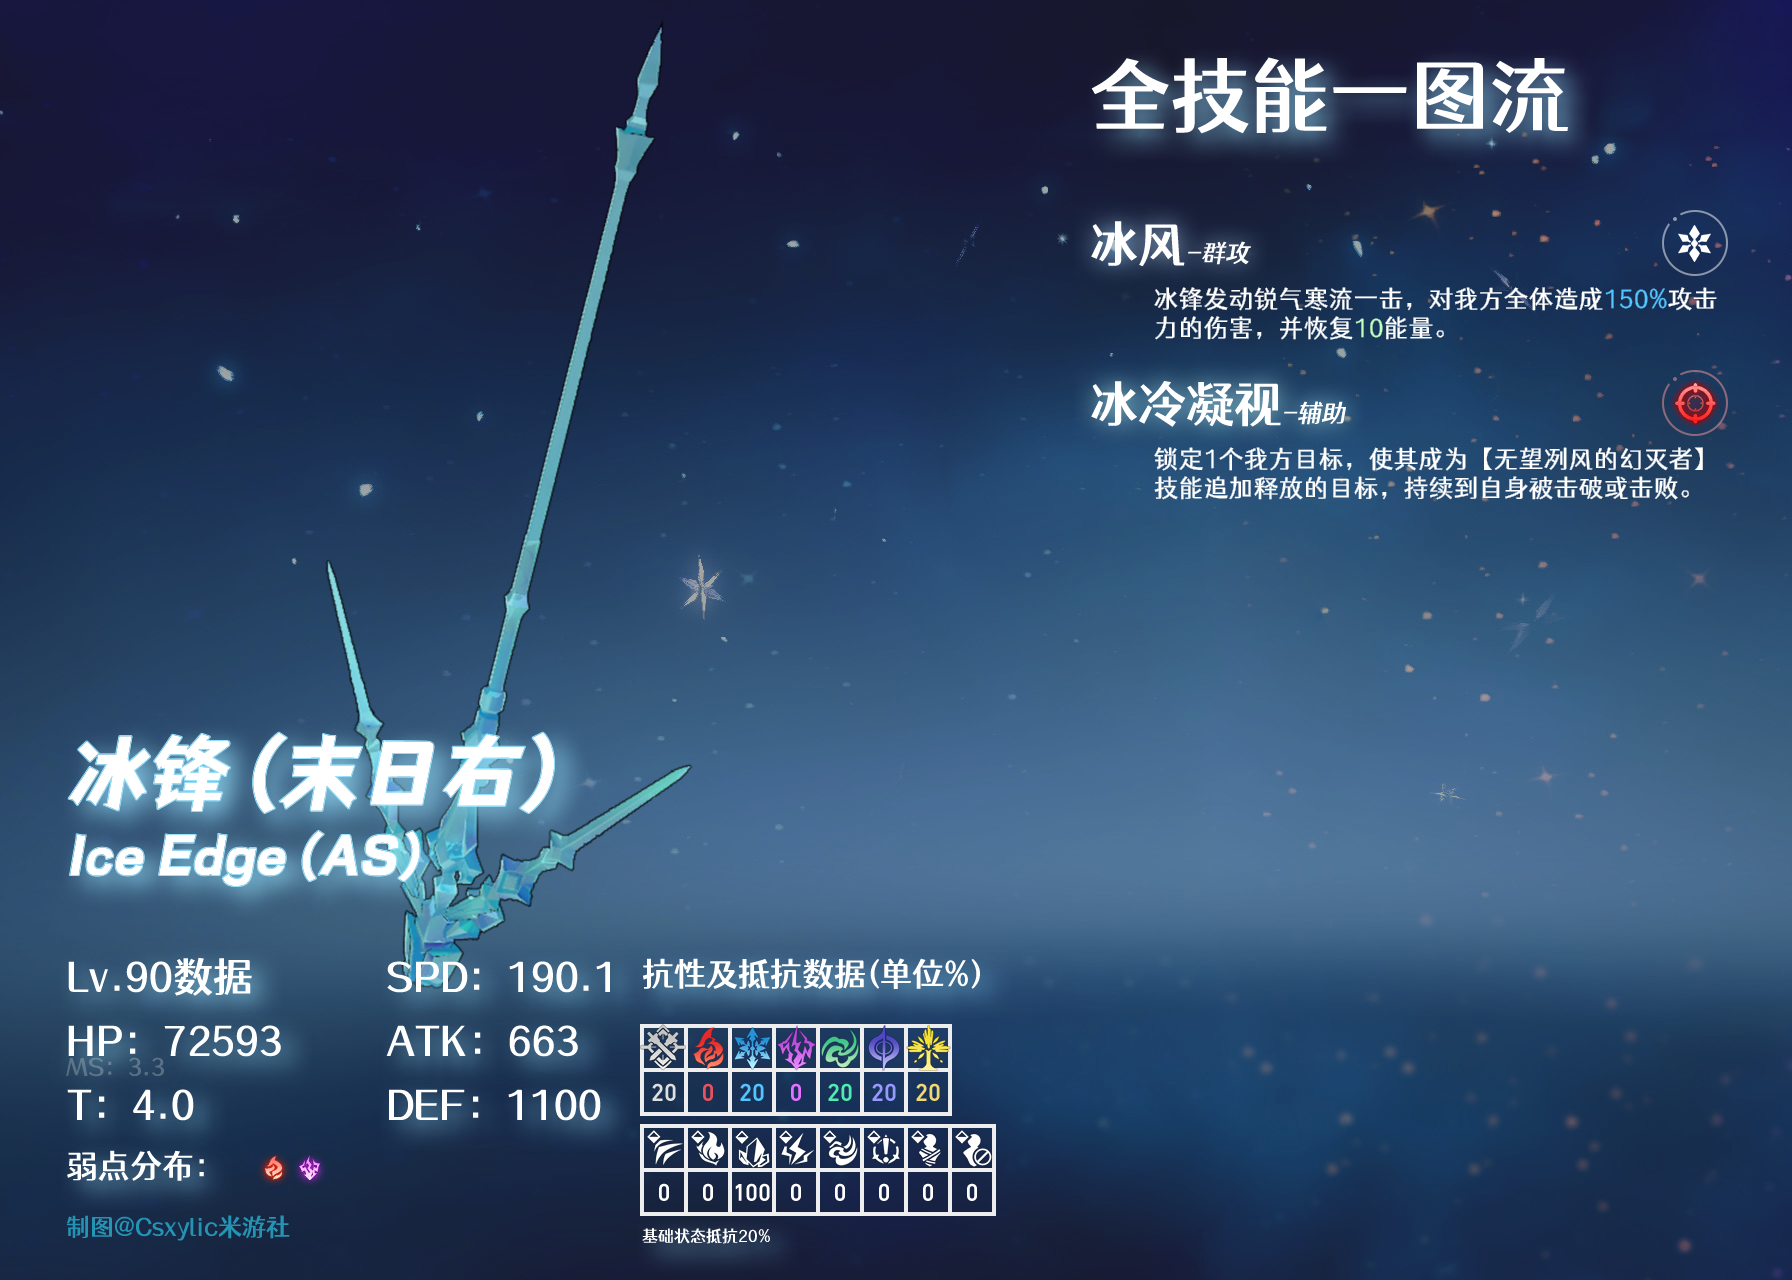 全技能一图流
冰风-群攻
冰锋发动锐气寒流一击，对我方全体造成150%攻击
力的伤害，并恢复10能量。
冰冷凝视-辅助
锁定1个我方目标，使其成为【无望冽风的幻灭者】
技能追加释放的目标，持续到自身被击破或击败。
冰锋（末日右）
Ice Edge (AS)
Lv.90数据
SPD：190.1
HP：72593
ATK：663
MS：3.3
T：4.0
DEF：1100
弱点分布：
制图@Csxylic米游社
抗性及抵抗数据(单位%)
20 0 20 0 20 20 20
0 0 100 0 0 0 0 0
基础状态抵抗20%